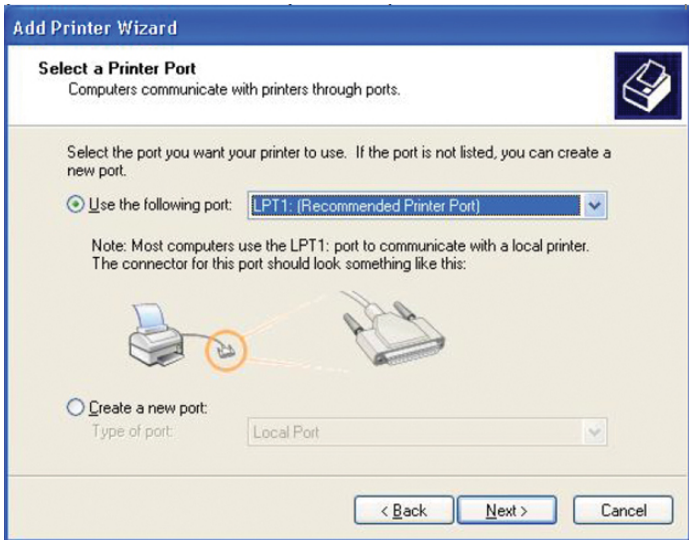 Add Printer Wizard
Select a Printer Port
Computers communicate with printers through ports.
Select the port you want your printer to use. If the port is not listed, you can create a
new port.
Use the following port: LPT1: (Recommended Printer Port)
Note: Most computers use the LPT1: port to communicate with a local printer.
The connector for this port should look something like this:
Create a new port:
Type of port: Local Port
< Back Next > Cancel